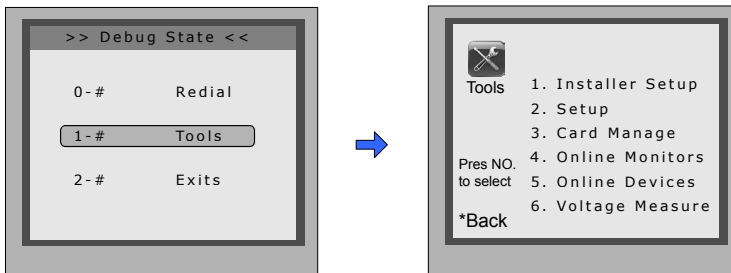 >> Debug State <<
0-# Redial
1-# Tools
2-# Exits
Tools
1. Installer Setup
2. Setup
3. Card Manage
4. Online Monitors
5. Online Devices
6. Voltage Measure
Pres NO.
to select
*Back